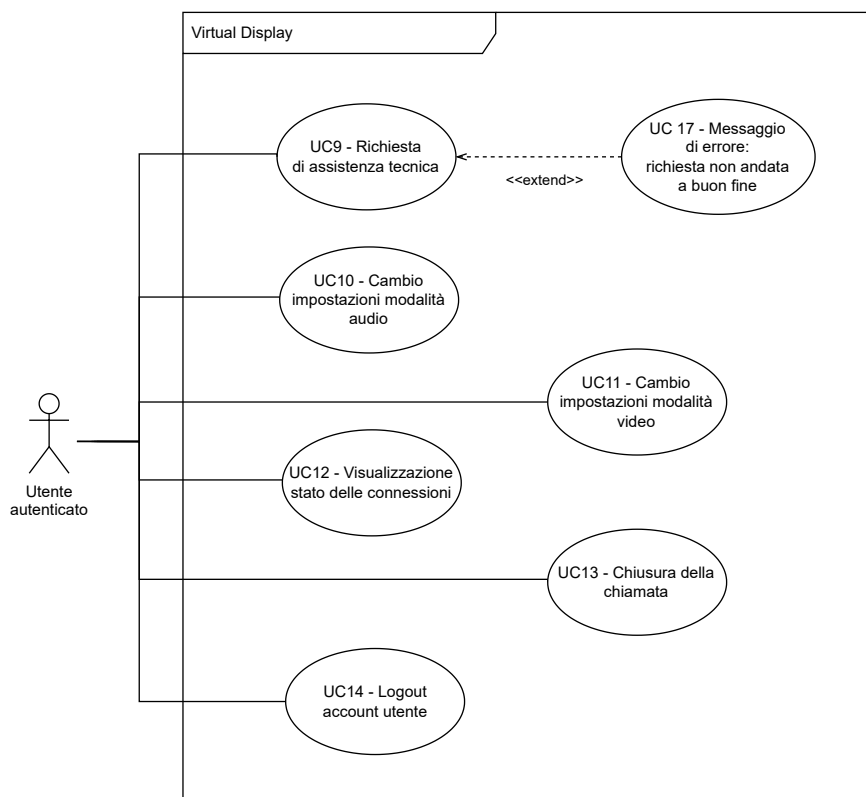 Virtual Display
UC9 - Richiesta
di assistenza tecnica
UC 17 - Messaggio
di errore:
richiesta non andata
a buon fine
<<extend>>
UC10 - Cambio
impostazioni modalità
audio
UC11 - Cambio
impostazioni modalità
video
UC12 - Visualizzazione
stato delle connessioni
Utente
autenticato
UC13 - Chiusura della
chiamata
UC14 - Logout
account utente